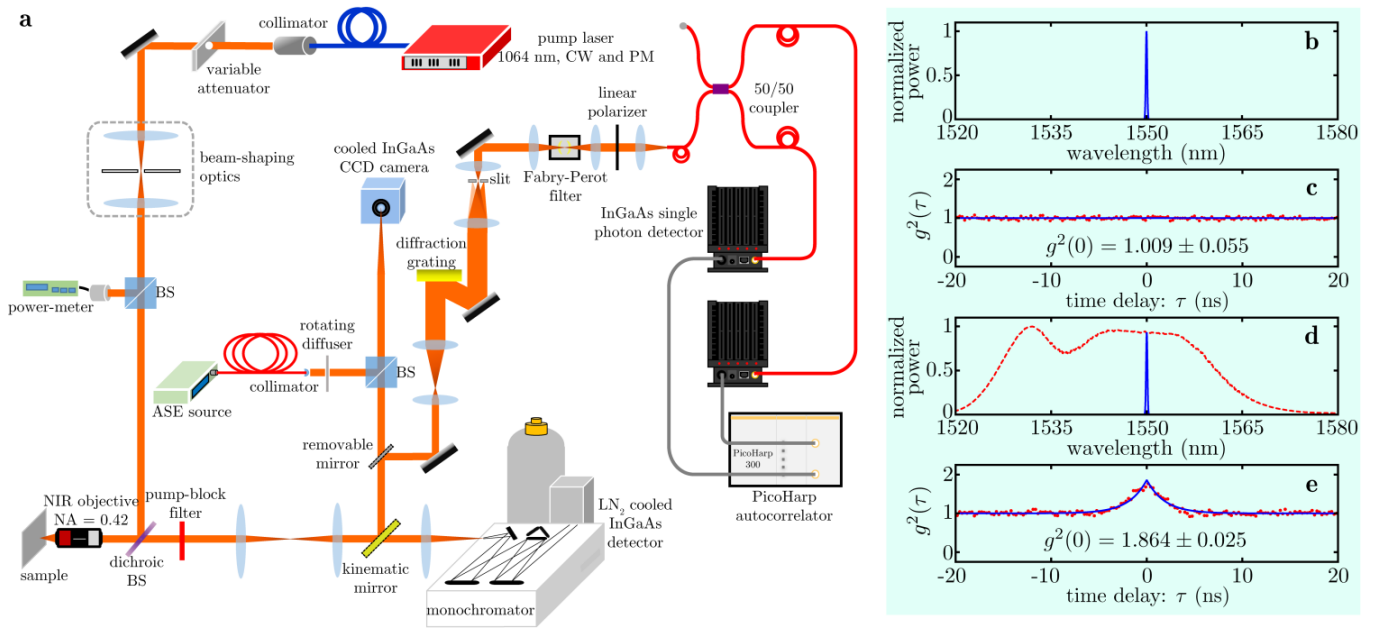 a
collimator
pump laser
1064 nm, CW and PM
variable
attenuator
50/50
coupler
linear
polarizer
beam-shaping
optics
cooled InGaAs
CCD camera
slit
Fabry-Perot
filter
InGaAs single
photon detector
diffraction
grating
BS
power-meter
rotating
diffuser
collimator
BS
ASE source
removable
mirror
PicoHarp
300
PicoHarp
autocorrelator
NIR objective
NA = 0.42
pump-block
filter
LN₂ cooled
InGaAs
detector
sample
dichroic
BS
kinematic
mirror
monochromator
b
normalized
power
1
0.5
0
1520 1535 1550 1565 1580
wavelength (nm)
c
g²(τ)
2
1
0
g²(0) = 1.009 ± 0.055
-20 -10 0 10 20
time delay: τ (ns)
d
normalized
power
1
0.5
0
1520 1535 1550 1565 1580
wavelength (nm)
e
g²(τ)
2
1
0
g²(0) = 1.864 ± 0.025
-20 -10 0 10 20
time delay: τ (ns)